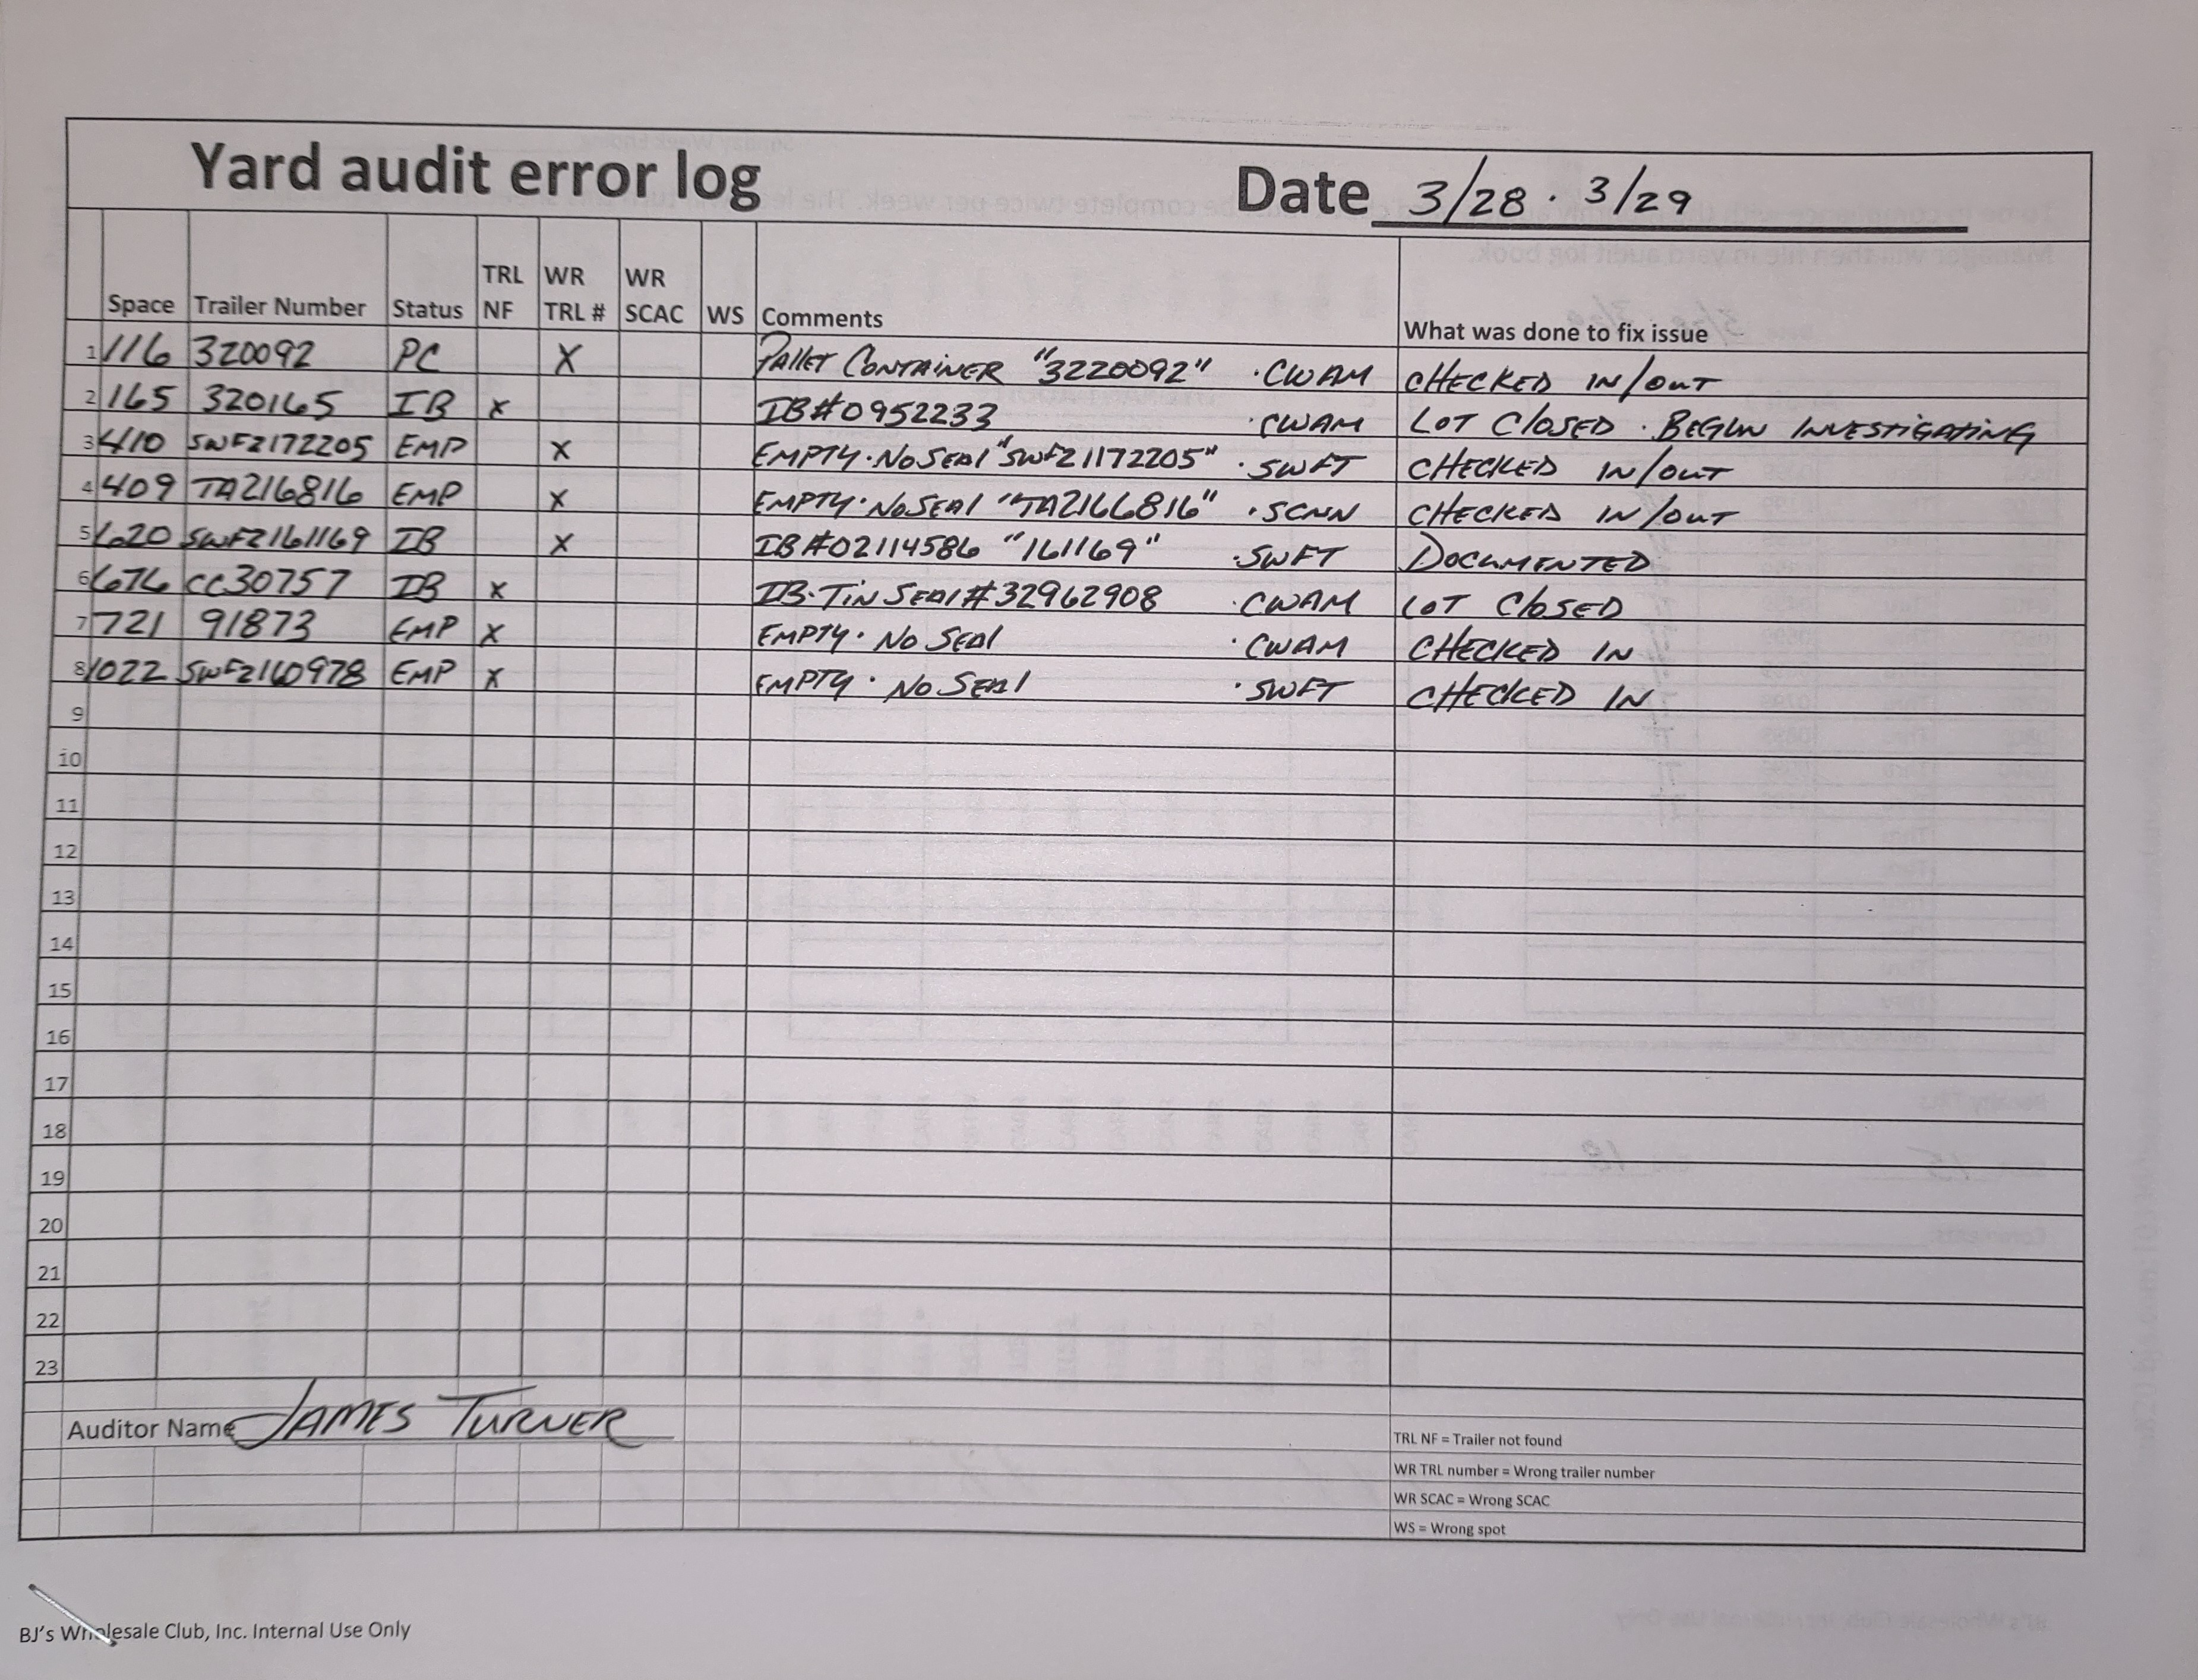 Yard audit error log Date 3/28 · 3/29
Space Trailer Number Status TRL NF WR TRL # WR SCAC WS Comments What was done to fix issue
1 116 320092 PC X PALLET CONTAINER "3220092" · CWAM CHECKED IN/OUT
2 165 320165 IB X IB#0952233 · CWAM LOT CLOSED · BEGUN INVESTIGATING
3 410 SWFZ172205 EMP X EMPTY · NO SEAL "SWFZ1172205" · SWFT CHECKED IN/OUT
4 409 TA216816 EMP X EMPTY · NO SEAL "TA2166816" · SCNN CHECKED IN/OUT
5 620 SWFZ161169 IB X IB#02114586 "161169" · SWFT DOCUMENTED
6 676 CC30757 IB X IB · TIN SEAL# 32962908 · CWAM LOT CLOSED
7 721 91873 EMP X EMPTY · NO SEAL · CWAM CHECKED IN
8 1022 SWFZ160978 EMP X EMPTY · NO SEAL · SWFT CHECKED IN
9
10
11
12
13
14
15
16
17
18
19
20
21
22
23
Auditor Name JAMES TURNER
TRL NF = Trailer not found
WR TRL number = Wrong trailer number
WR SCAC = Wrong SCAC
WS = Wrong spot
BJ's Wholesale Club, Inc. Internal Use Only